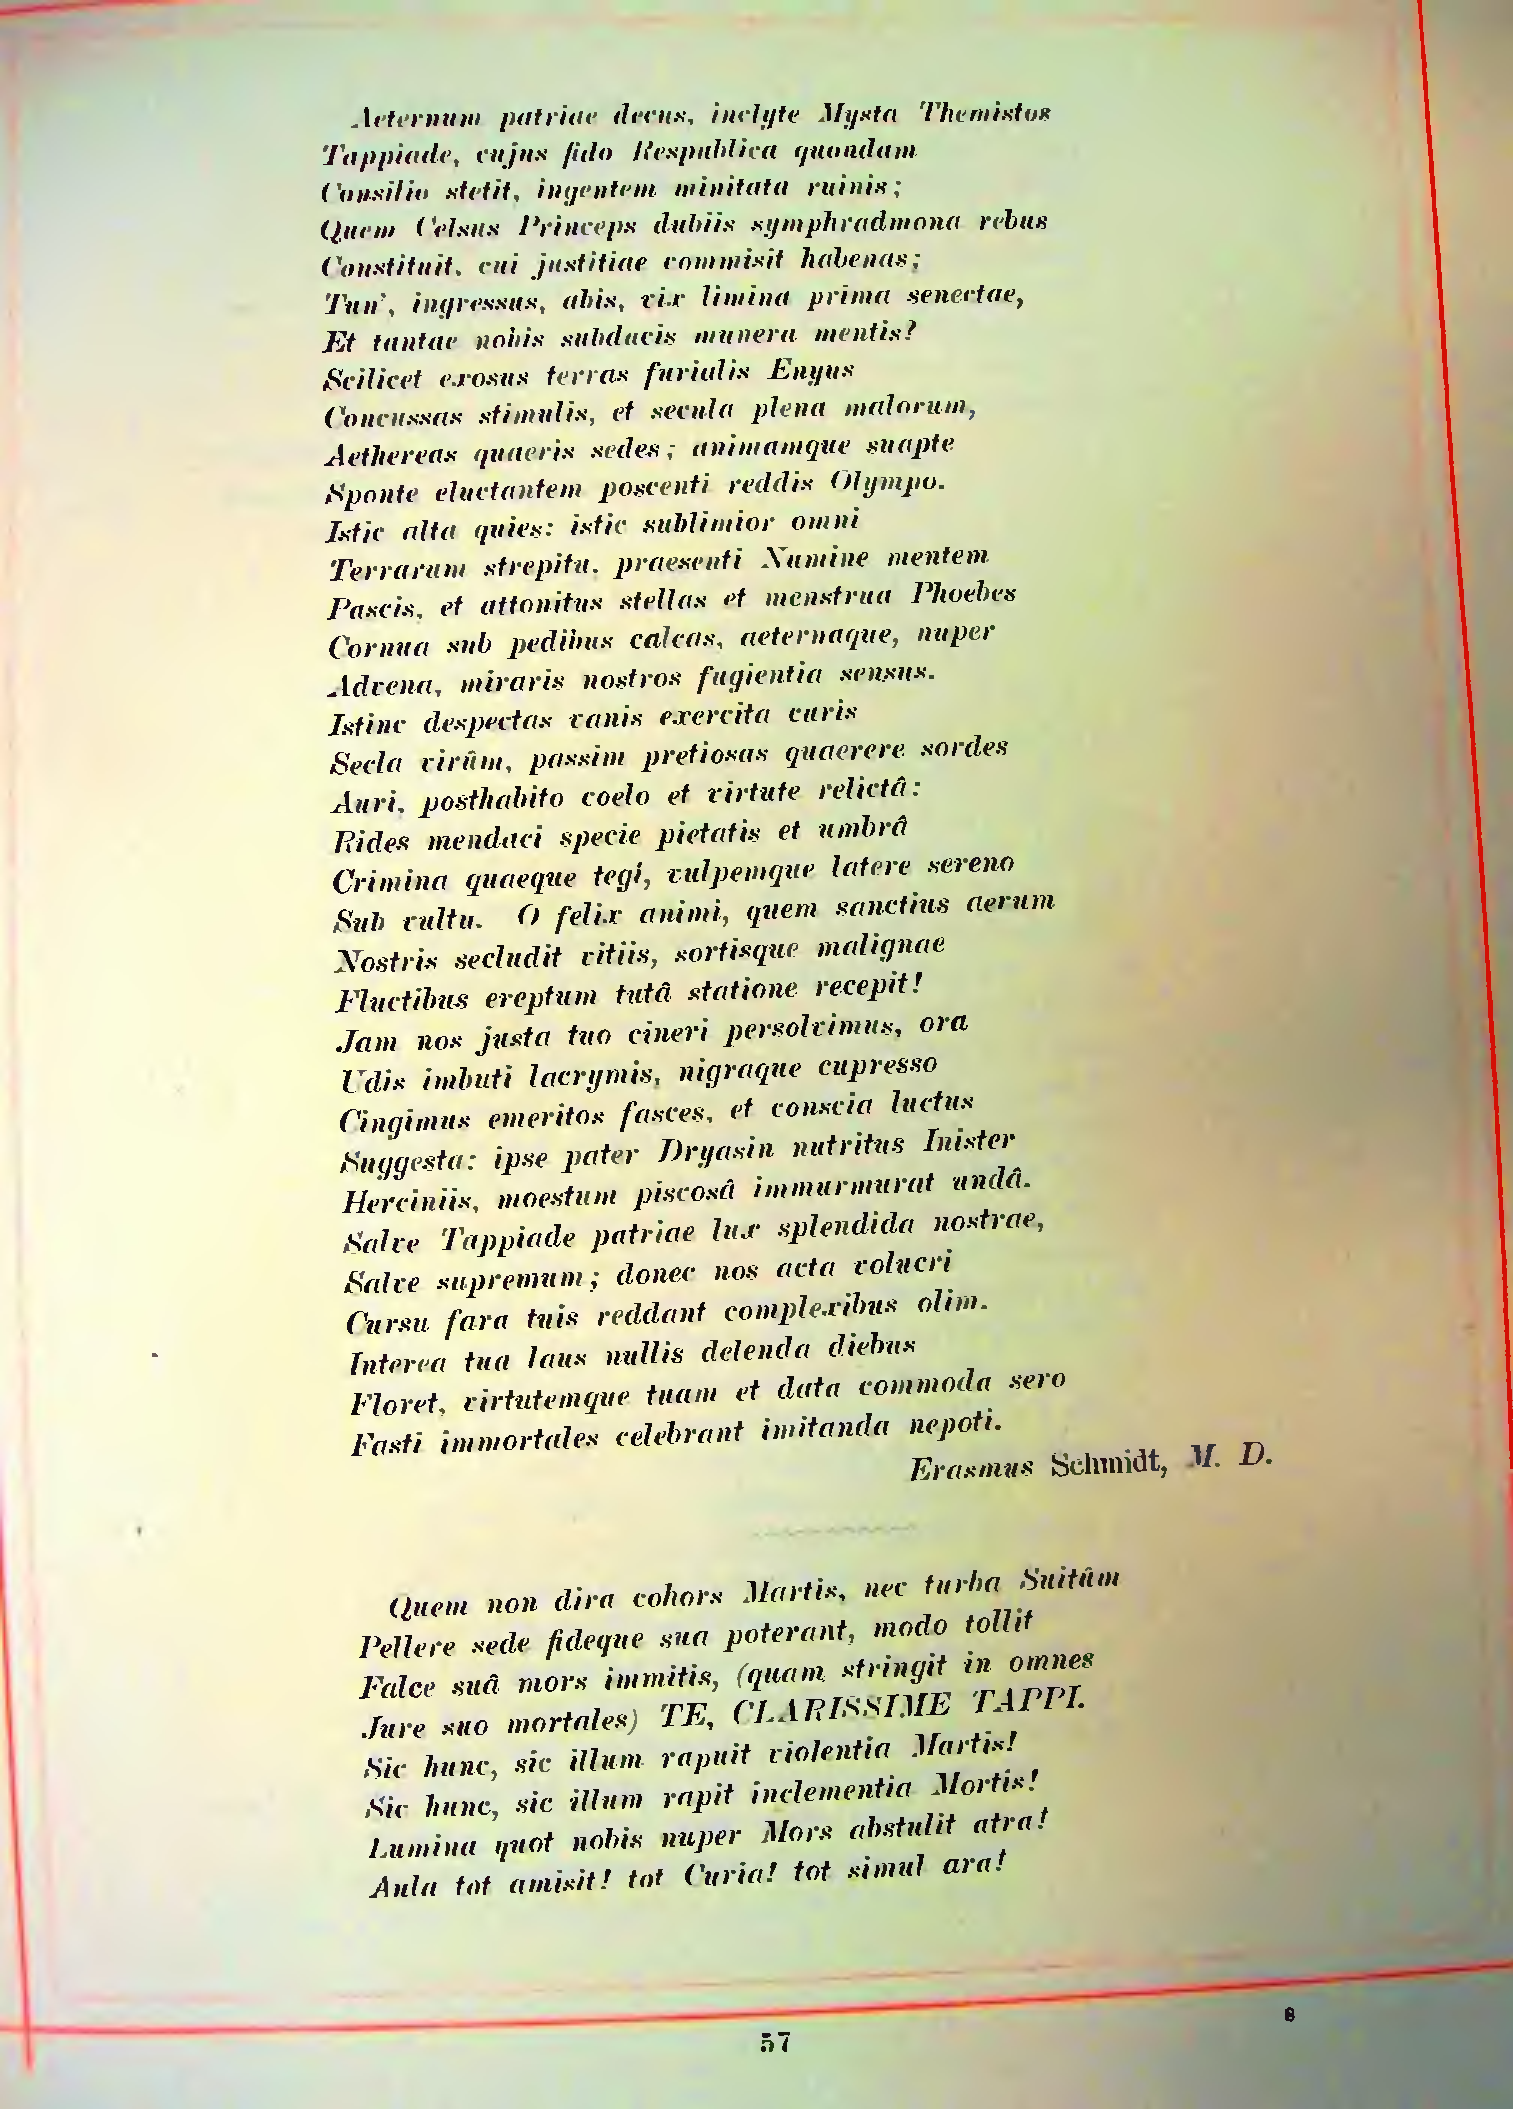 Aeternum patriae decus, inclyte Mysta Themistos
Tappiade, cujus fido Respublica quondam
Consilio stetit, ingentem minitata ruinis;
Quem Celsus Princeps dubiis symphradmona rebus
Constituit, cui justitiae commisit habenas;
Tun', ingressus, abis, vix limina prima senectae,
Et tantae nobis subducis munera mentis?
Scilicet exosus terras furialis Enyus
Concussas stimulis, et secula plena malorum,
Aethereas quaeris sedes; animamque suapte
Sponte eluctantem poscenti reddis Olympo.
Istic alta quies: istic sublimior omni
Terrarum strepitu, praesenti Numine mentem
Pascis, et attonitus stellas et menstrua Phoebes
Cornua sub pedibus calcas, aeternaque, nuper
Advena, miraris nostros fugientia sensus.
Istinc despectas vanis exercita curis
Secla virûm, passim pretiosas quaerere sordes
Auri, posthabito coelo et virtute relictâ:
Rides mendaci specie pietatis et umbrâ
Crimina quaeque tegi, vulpemque latere sereno
Sub vultu. O felix animi, quem sanctius aevum
Nostris secludit vitiis, sortisque malignae
Fluctibus ereptum tutâ statione recepit!
Jam nos justa tuo cineri persolvimus, ora
Udis imbuti lacrymis, nigraque cupresso
Cingimus emeritos fasces, et conscia luctus
Suggesta: ipse pater Dryasin nutritus Inister
Herciniis, moestum piscosâ immurmurat undâ.
Salve Tappiade patriae lux splendida nostrae,
Salve supremum; donec nos acta volucri
Cursu fara tuis reddant complexibus olim.
Interea tua laus nullis delenda diebus
Floret, virtutemque tuam et data commoda sero
Fasti immortales celebrant imitanda nepoti.
Erasmus Schmidt, M. D.
Quem non dira cohors Martis, nec turba Suitûm
Pellere sede fideque sua poterant, modo tollit
Falce suâ mors immitis, (quam stringit in omnes
Jure suo mortales) TE, CLARISSIME TAPPI.
Sic hunc, sic illum rapuit violentia Martis!
Sic hunc, sic illum rapit inclementia Mortis!
Lumina quot nobis nuper Mors abstulit atra!
Aula tot amisit! tot Curia! tot simul ara!
8
57